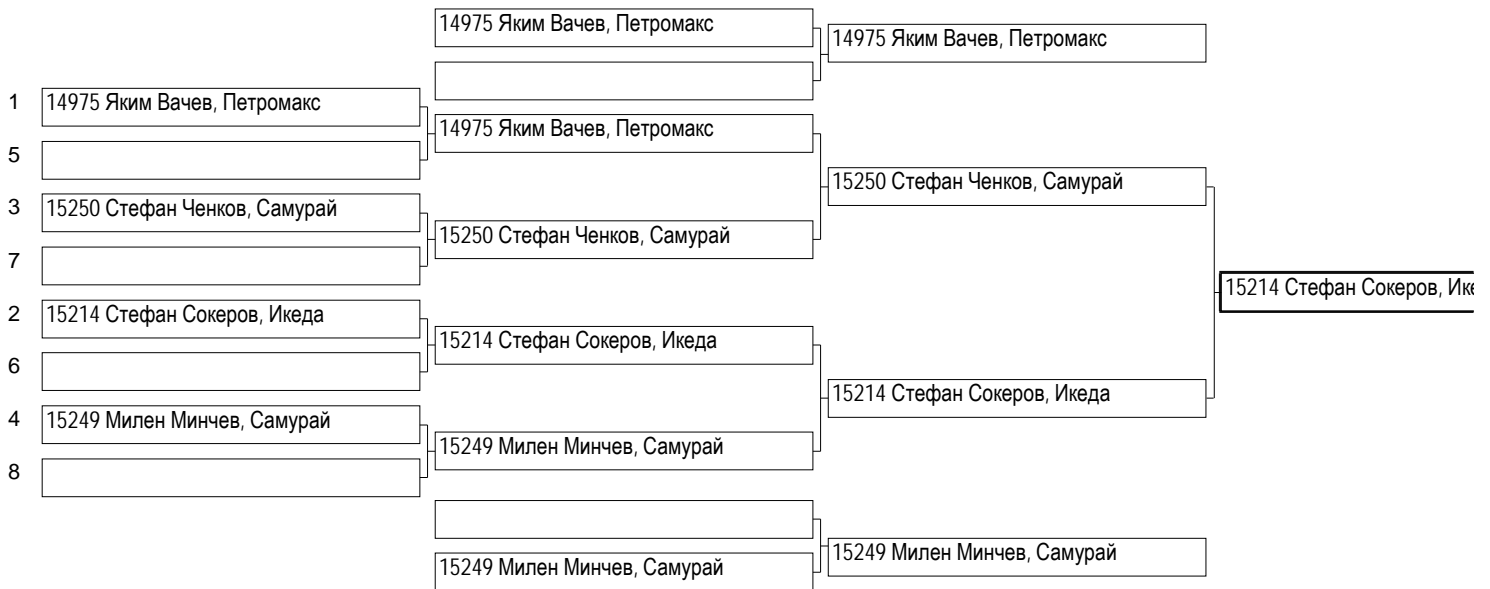 14975 Яким Вачев, Петромакс
14975 Яким Вачев, Петромакс
1 14975 Яким Вачев, Петромакс
14975 Яким Вачев, Петромакс
5
15250 Стефан Ченков, Самурай
3 15250 Стефан Ченков, Самурай
15250 Стефан Ченков, Самурай
7
15214 Стефан Сокеров, Ике
2 15214 Стефан Сокеров, Икеда
15214 Стефан Сокеров, Икеда
6
15214 Стефан Сокеров, Икеда
4 15249 Милен Минчев, Самурай
15249 Милен Минчев, Самурай
8
15249 Милен Минчев, Самурай
15249 Милен Минчев, Самурай